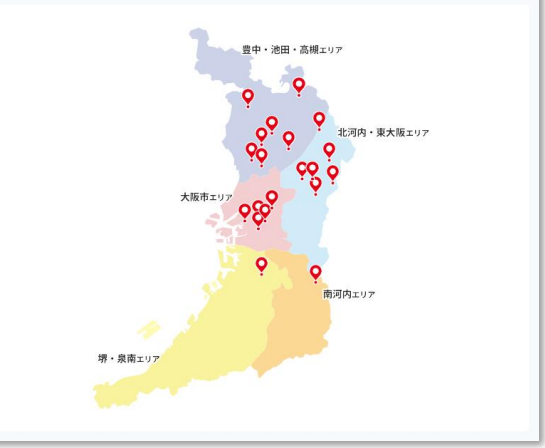 豊中・池田・高槻エリア
北河内・東大阪エリア
大阪市エリア
南河内エリア
堺・泉南エリア